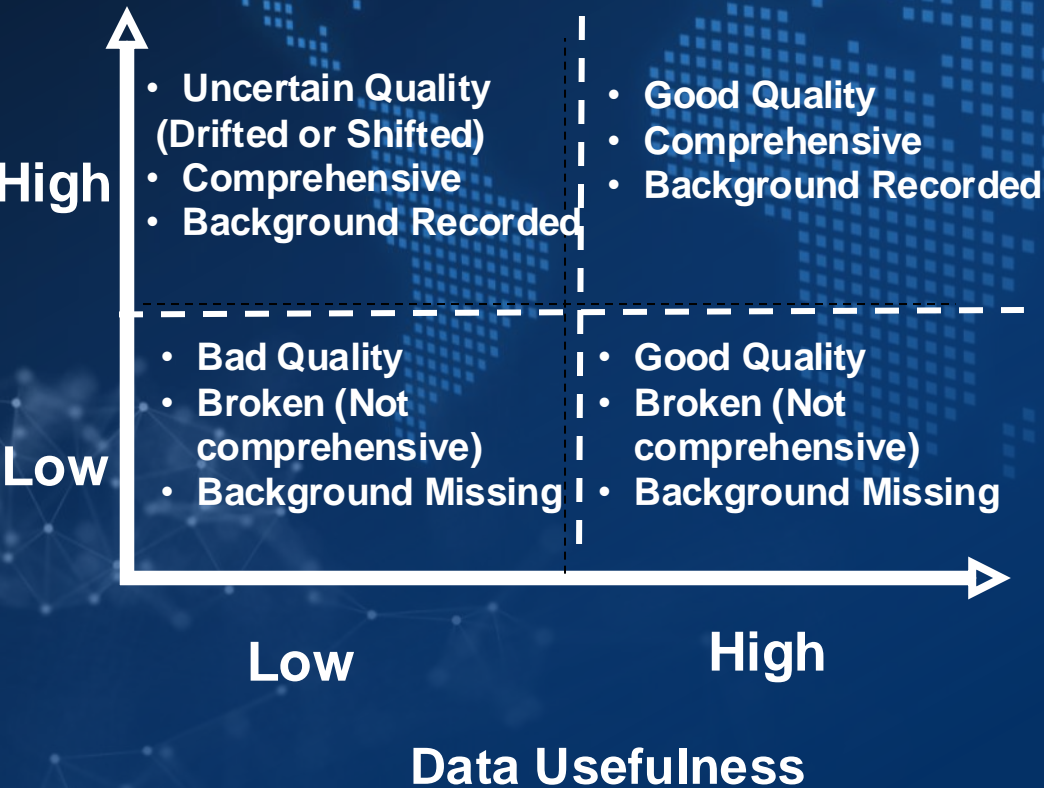 • Uncertain Quality
(Drifted or Shifted)
• Comprehensive
• Background Recorded
• Good Quality
• Comprehensive
• Background Recorded
High
• Bad Quality
• Broken (Not
comprehensive)
• Background Missing
• Good Quality
• Broken (Not
comprehensive)
• Background Missing
Low
Low
High
Data Usefulness